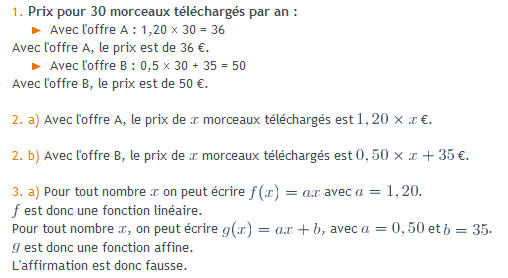 1. Prix pour 30 morceaux téléchargés par an :
► Avec l'offre A : 1,20 × 30 = 36
Avec l'offre A, le prix est de 36 €.
► Avec l'offre B : 0,5 × 30 + 35 = 50
Avec l'offre B, le prix est de 50 €.
2. a) Avec l'offre A, le prix de x morceaux téléchargés est 1,20 × x €.
2. b) Avec l'offre B, le prix de x morceaux téléchargés est 0,50 × x + 35 €.
3. a) Pour tout nombre x on peut écrire f(x) = ax avec a = 1,20.
f est donc une fonction linéaire.
Pour tout nombre x, on peut écrire g(x) = ax + b, avec a = 0,50 et b = 35.
g est donc une fonction affine.
L'affirmation est donc fausse.